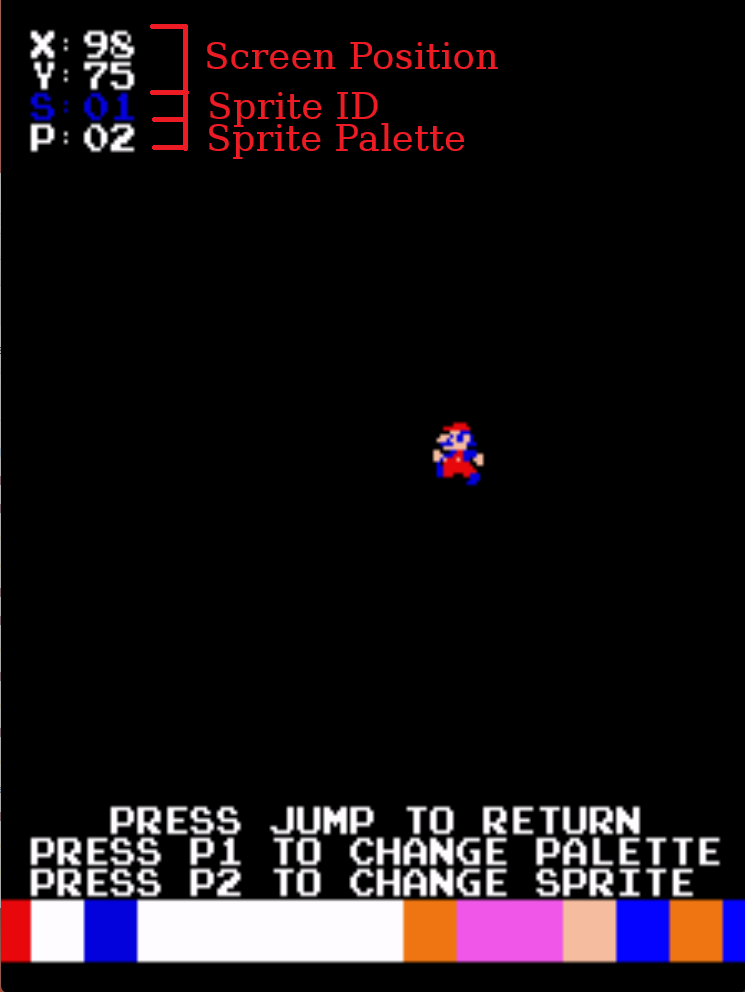 X: 98
Y: 75
Screen Position
S: 01 Sprite ID
P: 02 Sprite Palette
PRESS JUMP TO RETURN
PRESS P1 TO CHANGE PALETTE
PRESS P2 TO CHANGE SPRITE